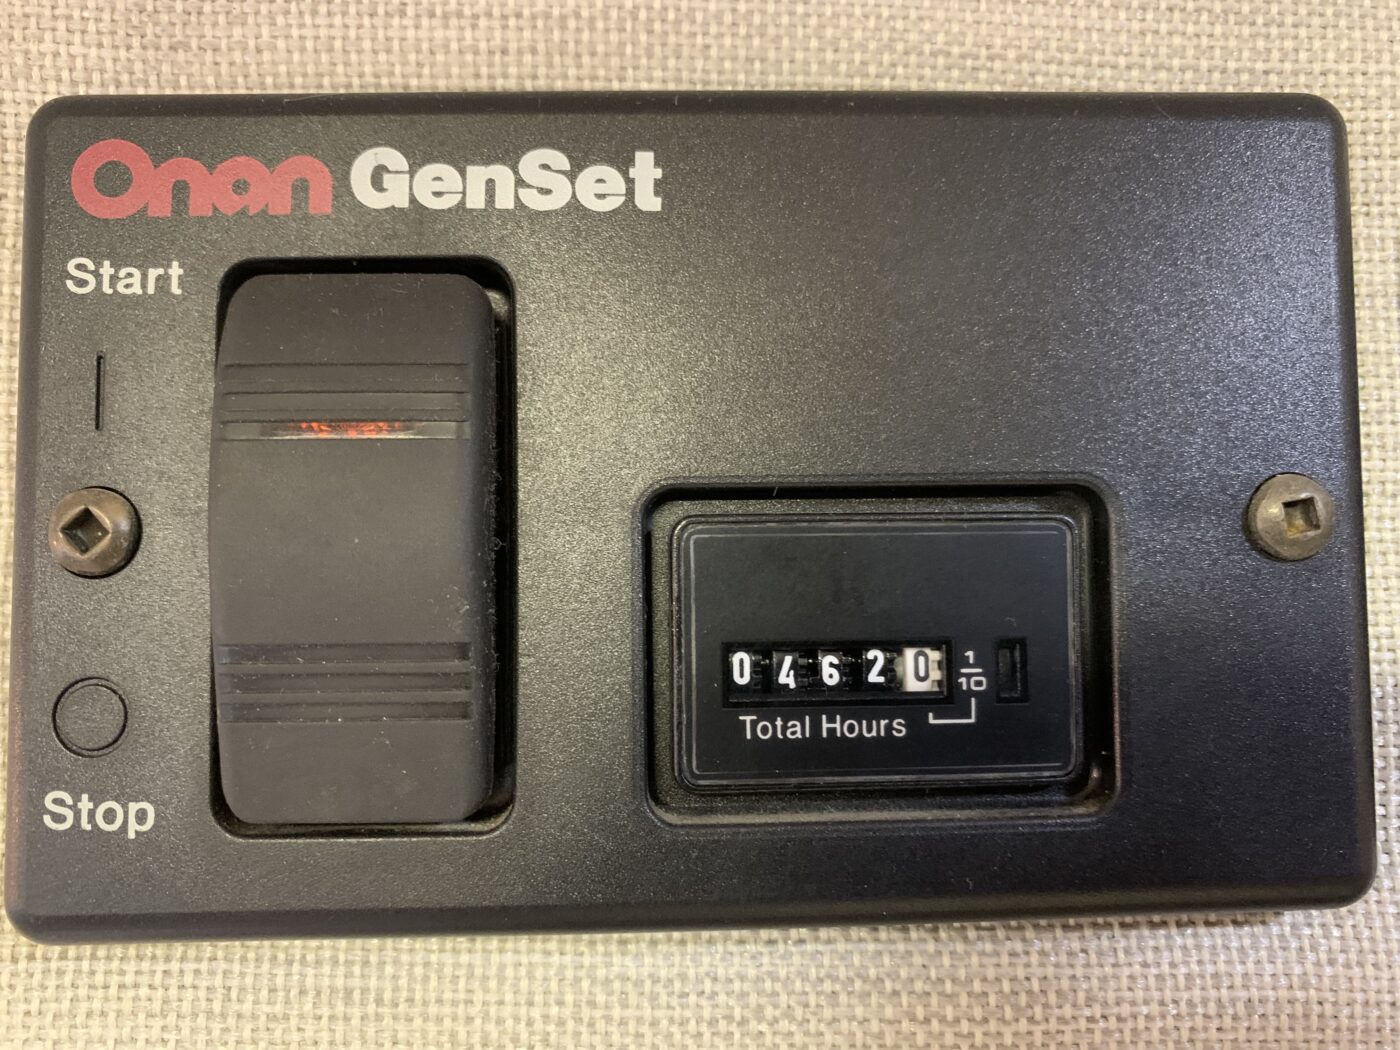 Onan GenSet
Start
Stop
04620 1/10
Total Hours